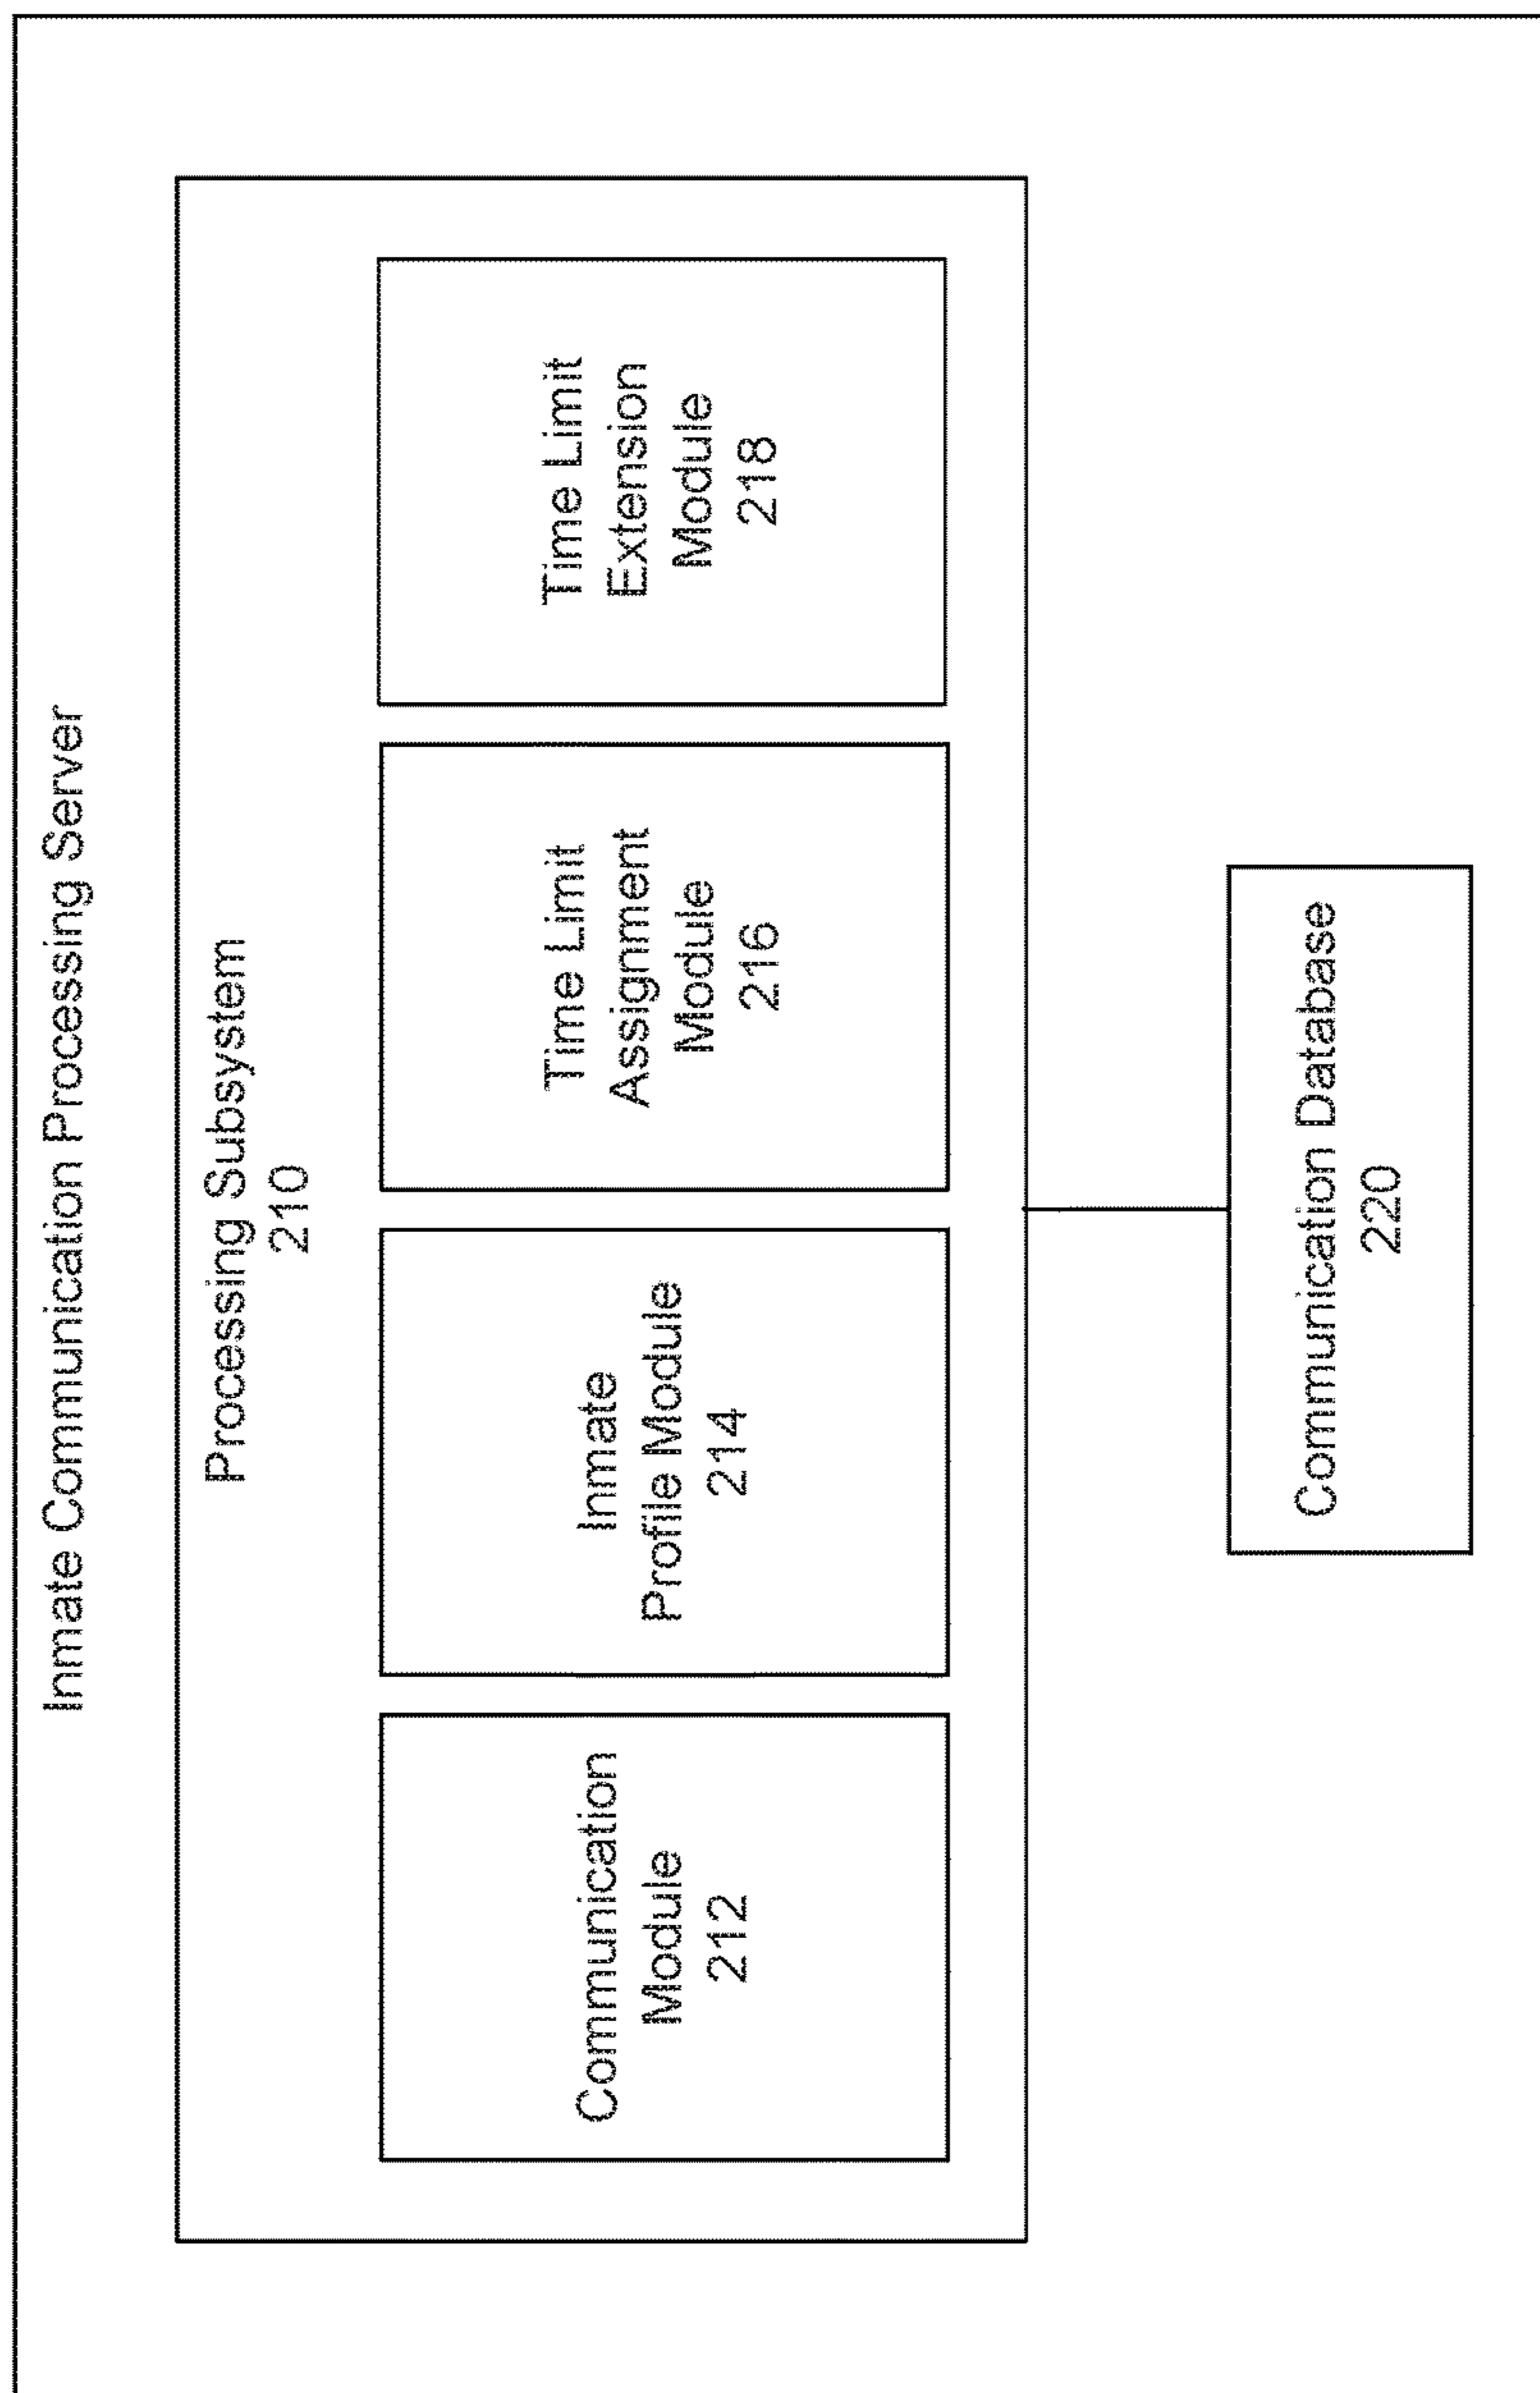 Inmate Communication Processing Server
Processing Subsystem
210
Communication
Module
212
Inmate
Profile Module
214
Time Limit
Assignment
Module
216
Time Limit
Extension
Module
218
Communication Database
220